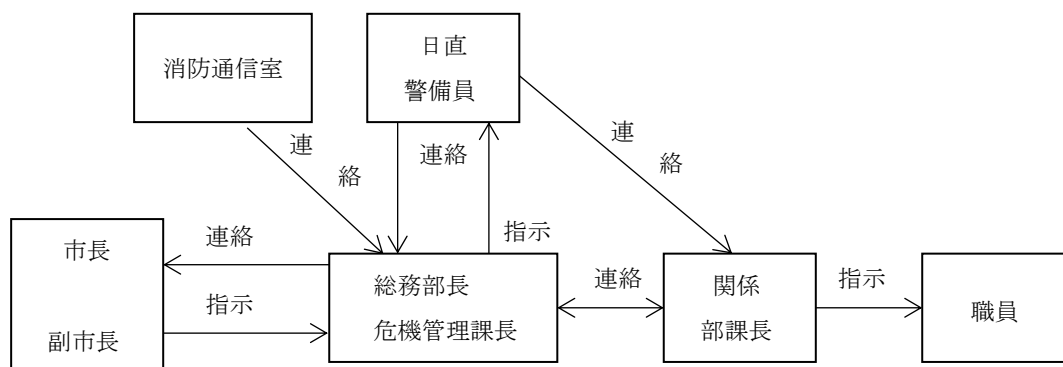 消防通信室
日直
警備員
連絡
連絡
連絡
指示
市長
副市長
連絡
指示
総務部長
危機管理課長
連絡
関係
部課長
指示
職員